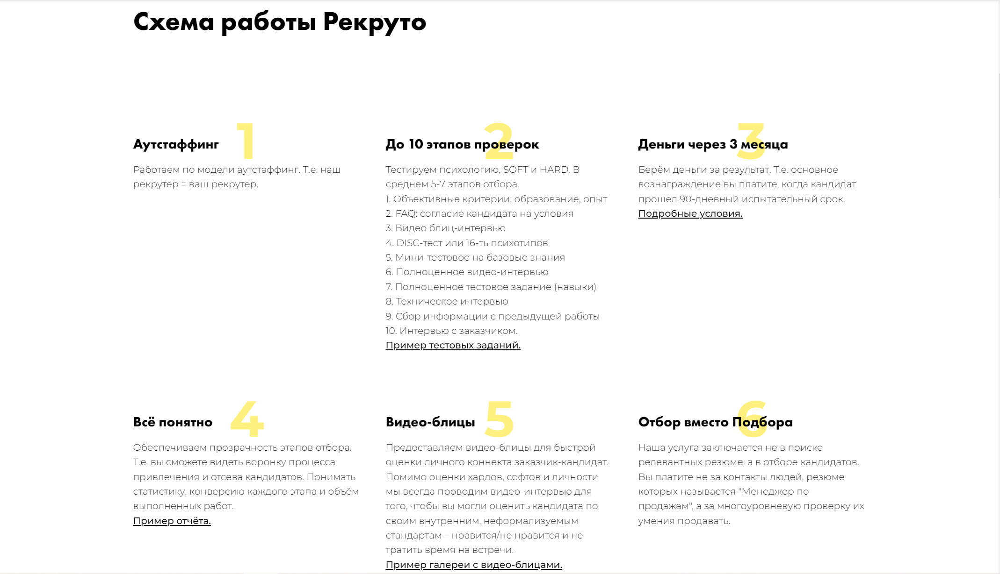 Схема работы Рекруто
1
Аутстаффинг
Работаем по модели аутстаффинг. Т.е. наш
рекрутер = ваш рекрутер.
2
До 10 этапов проверок
Тестируем психологию, SOFT и HARD. В
среднем 5-7 этапов отбора.
1. Объективные критерии: образование, опыт
2. FAQ: согласие кандидата на условия
3. Видео блиц-интервью
4. DISC-тест или 16-ть психотипов
5. Мини-тестовое на базовые знания
6. Полноценное видео-интервью
7. Полноценное тестовое задание (навыки)
8. Техническое интервью
9. Сбор информации с предыдущей работы
10. Интервью с заказчиком.
Пример тестовых заданий.
3
Деньги через 3 месяца
Берём деньги за результат. Т.е. основное
вознаграждение вы платите, когда кандидат
прошёл 90-дневный испытательный срок.
Подробные условия.
4
Всё понятно
Обеспечиваем прозрачность этапов отбора.
Т.е. вы сможете видеть воронку процесса
привлечения и отсева кандидатов. Понимать
статистику, конверсию каждого этапа и объём
выполненных работ.
Пример отчёта.
5
Видео-блицы
Предоставляем видео-блицы для быстрой
оценки личного коннекта заказчик-кандидат.
Помимо оценки хардов, софтов и личности
мы всегда проводим видео-интервью для
того, чтобы вы могли оценить кандидата по
своим внутренним, неформализуемым
стандартам – нравится/не нравится и не
тратить время на встречи.
Пример галереи с видео-блицами.
6
Отбор вместо Подбора
Наша услуга заключается не в поиске
релевантных резюме, а в отборе кандидатов.
Вы платите не за контакты людей, резюме
которых называется "Менеджер по
продажам", а за многоуровневую проверку их
умения продавать.